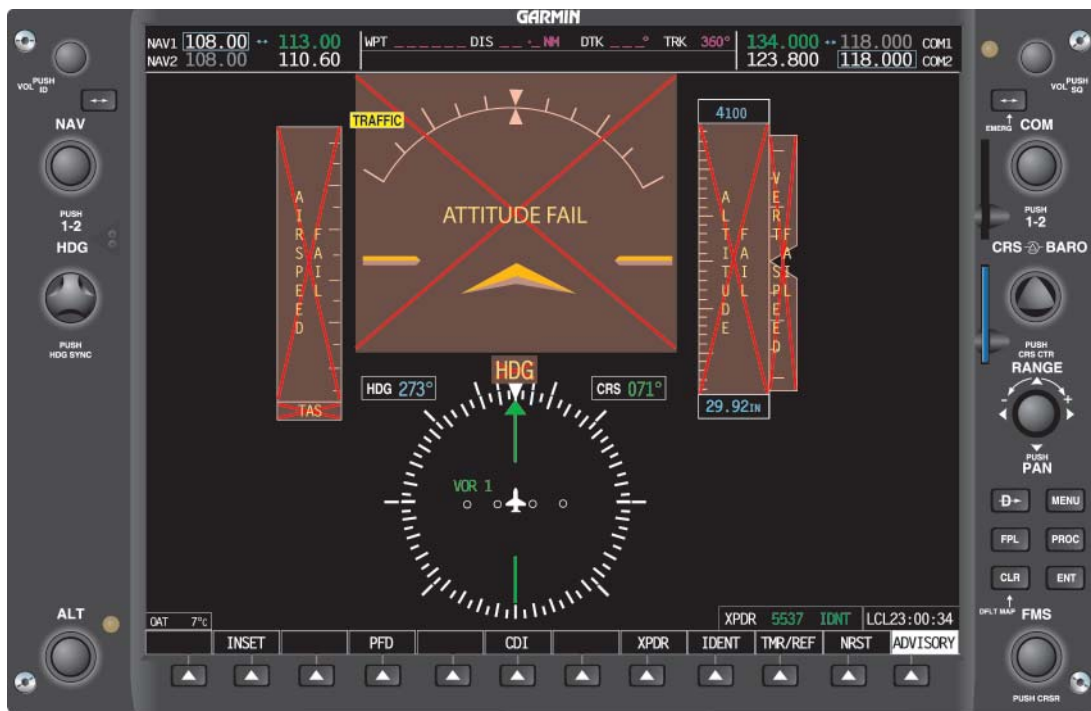 GARMIN
NAV1 108.00 ↔ 113.00
NAV2 108.00 110.60
WPT ______ DIS __._ NM DTK ___° TRK 360°
134.000 ↔ 118.000 COM1
123.800 118.000 COM2
VOL PUSH ID
NAV
PUSH
1-2
HDG
PUSH
HDG SYNC
ALT
VOL PUSH SQ
EMERG
COM
PUSH
1-2
CRS BARO
PUSH
CRS CTR
RANGE
- +
PUSH
PAN
D MENU
FPL PROC
CLR ENT
DFLT MAP
FMS
PUSH CRSR
TRAFFIC
ATTITUDE FAIL
AIRSPEED FAIL
TAS
4100
ALTITUDE FAIL
VERT SPEED FAIL
29.92IN
HDG
HDG 273°
CRS 071°
VOR 1
OAT 7°C
XPDR 5537 IDNT LCL23:00:34
INSET PFD CDI XPDR IDENT TMR/REF NRST ADVISORY